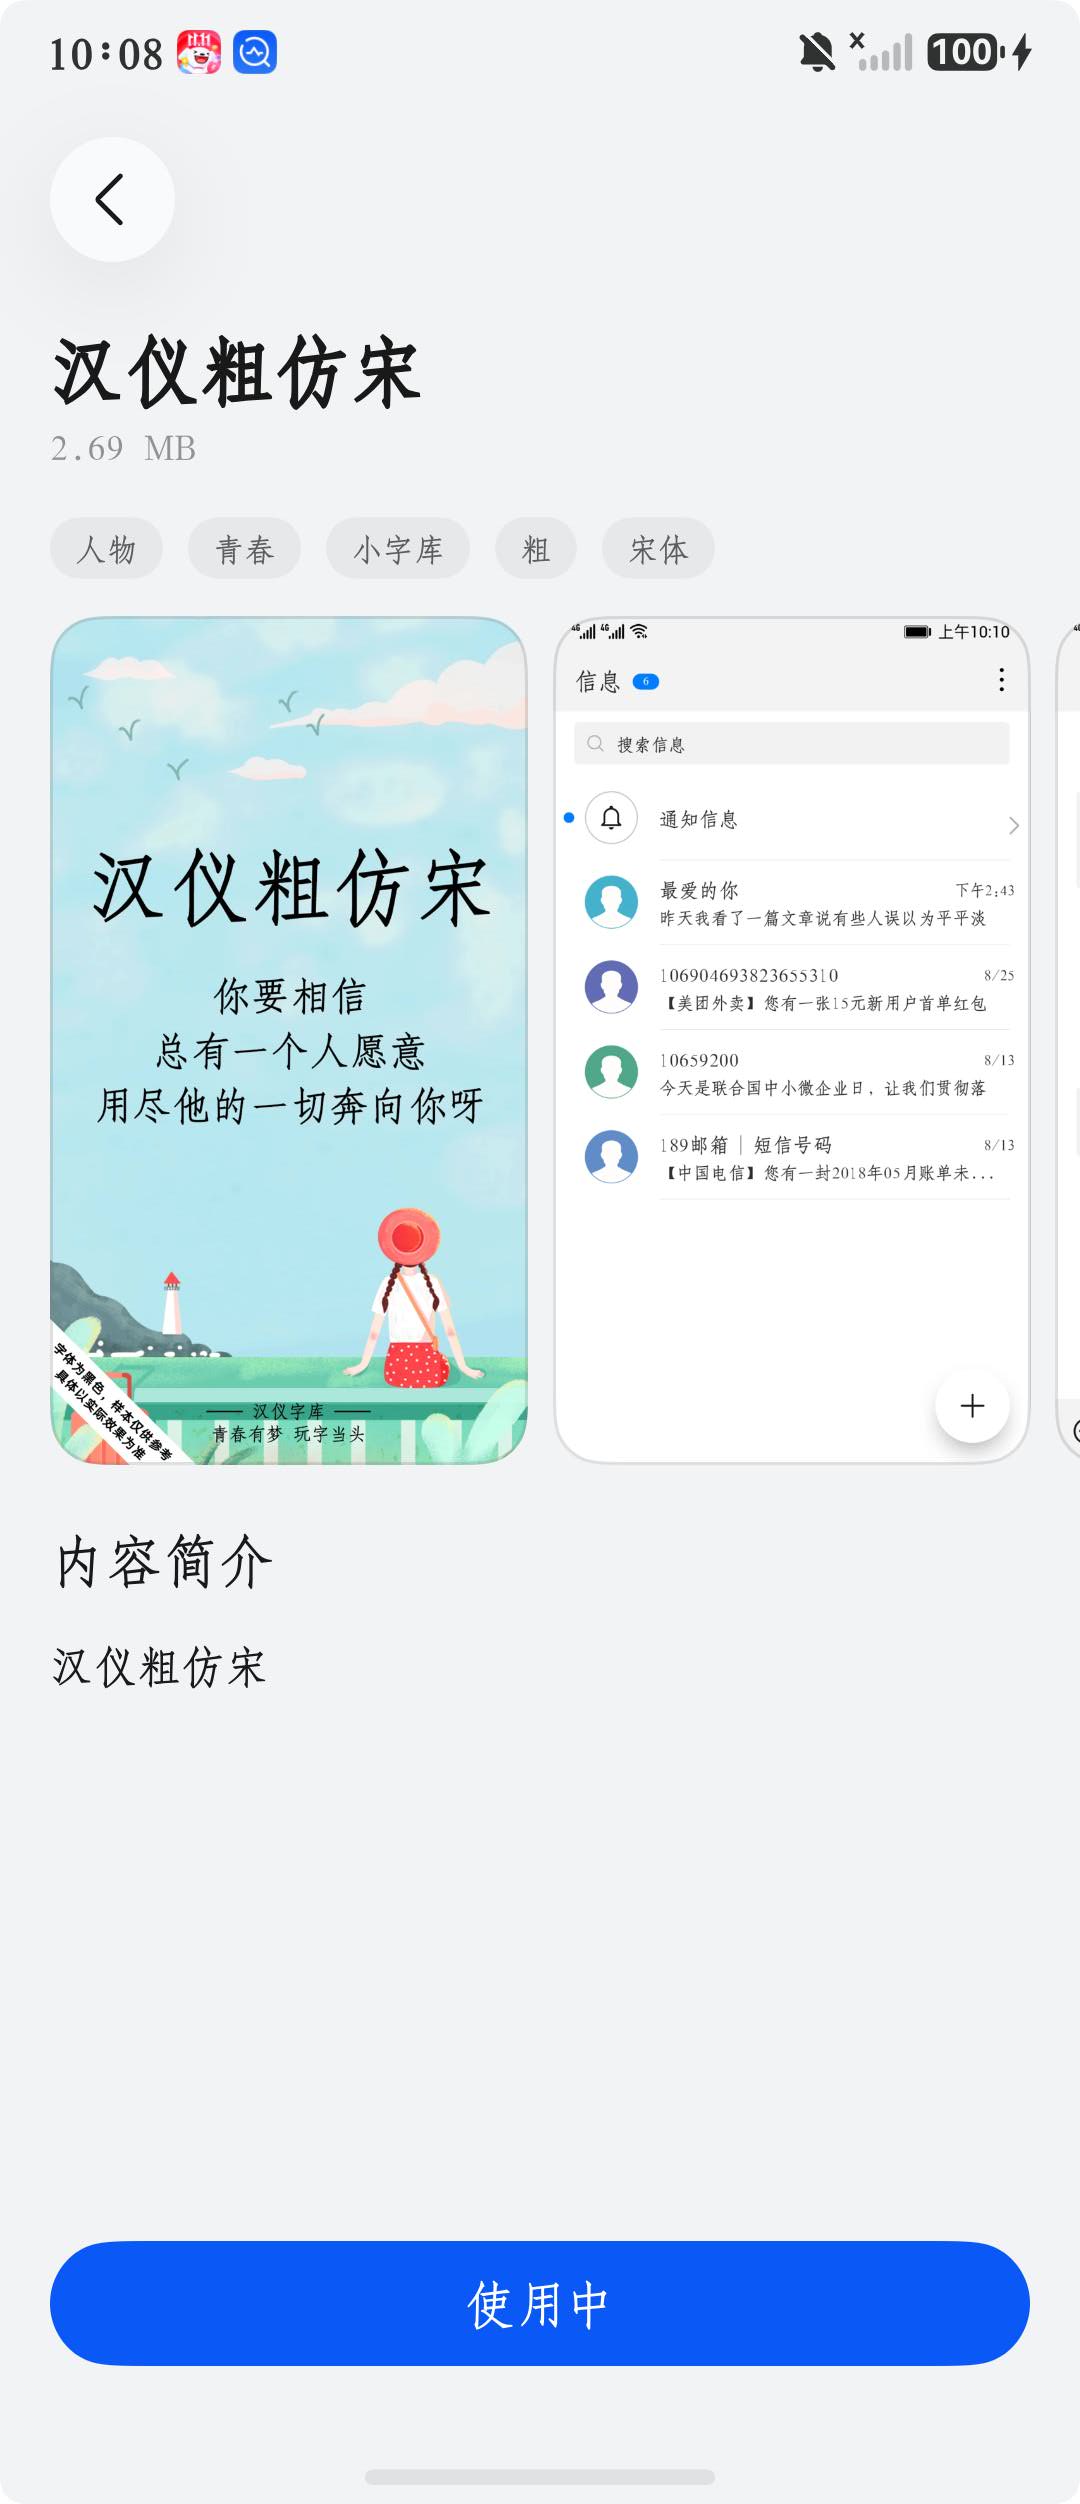 10:08
11.11
100
汉仪粗仿宋
2.69 MB
人物 青春 小字库 粗 宋体
汉仪粗仿宋
你要相信
总有一个人愿意
用尽他的一切奔向你呀
字体为黑色，样本仅供参考
具体以实际效果为准
汉仪字库
青春有梦 玩字当头
4G 4G 上午10:10
信息 6
搜索信息
通知信息
最爱的你 下午2:43
昨天我看了一篇文章说有些人误以为平平淡
106904693823655310 8/25
【美团外卖】您有一张15元新用户首单红包
10659200 8/13
今天是联合国中小微企业日，让我们贯彻落
189邮箱｜短信号码 8/13
【中国电信】您有一封2018年05月账单未...
内容简介
汉仪粗仿宋
使用中